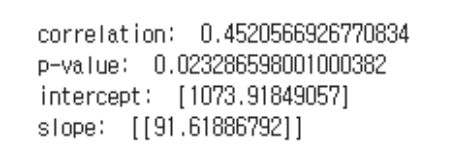 correlation: 0.4520566926770834
p-value: 0.023286598001000382
intercept: [1073.91849057]
slope: [[91.61886792]]